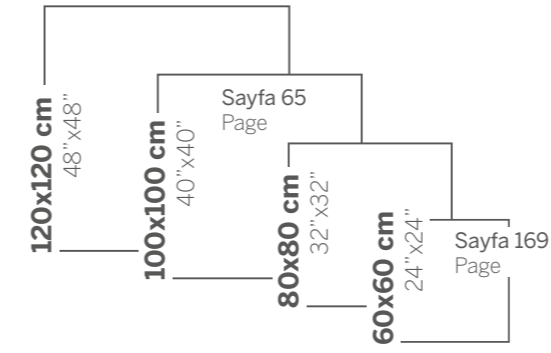 120x120 cm
48”x48”
100x100 cm
40”x40”
Sayfa 65
Page
80x80 cm
32”x32”
60x60 cm
24”x24”
Sayfa 169
Page